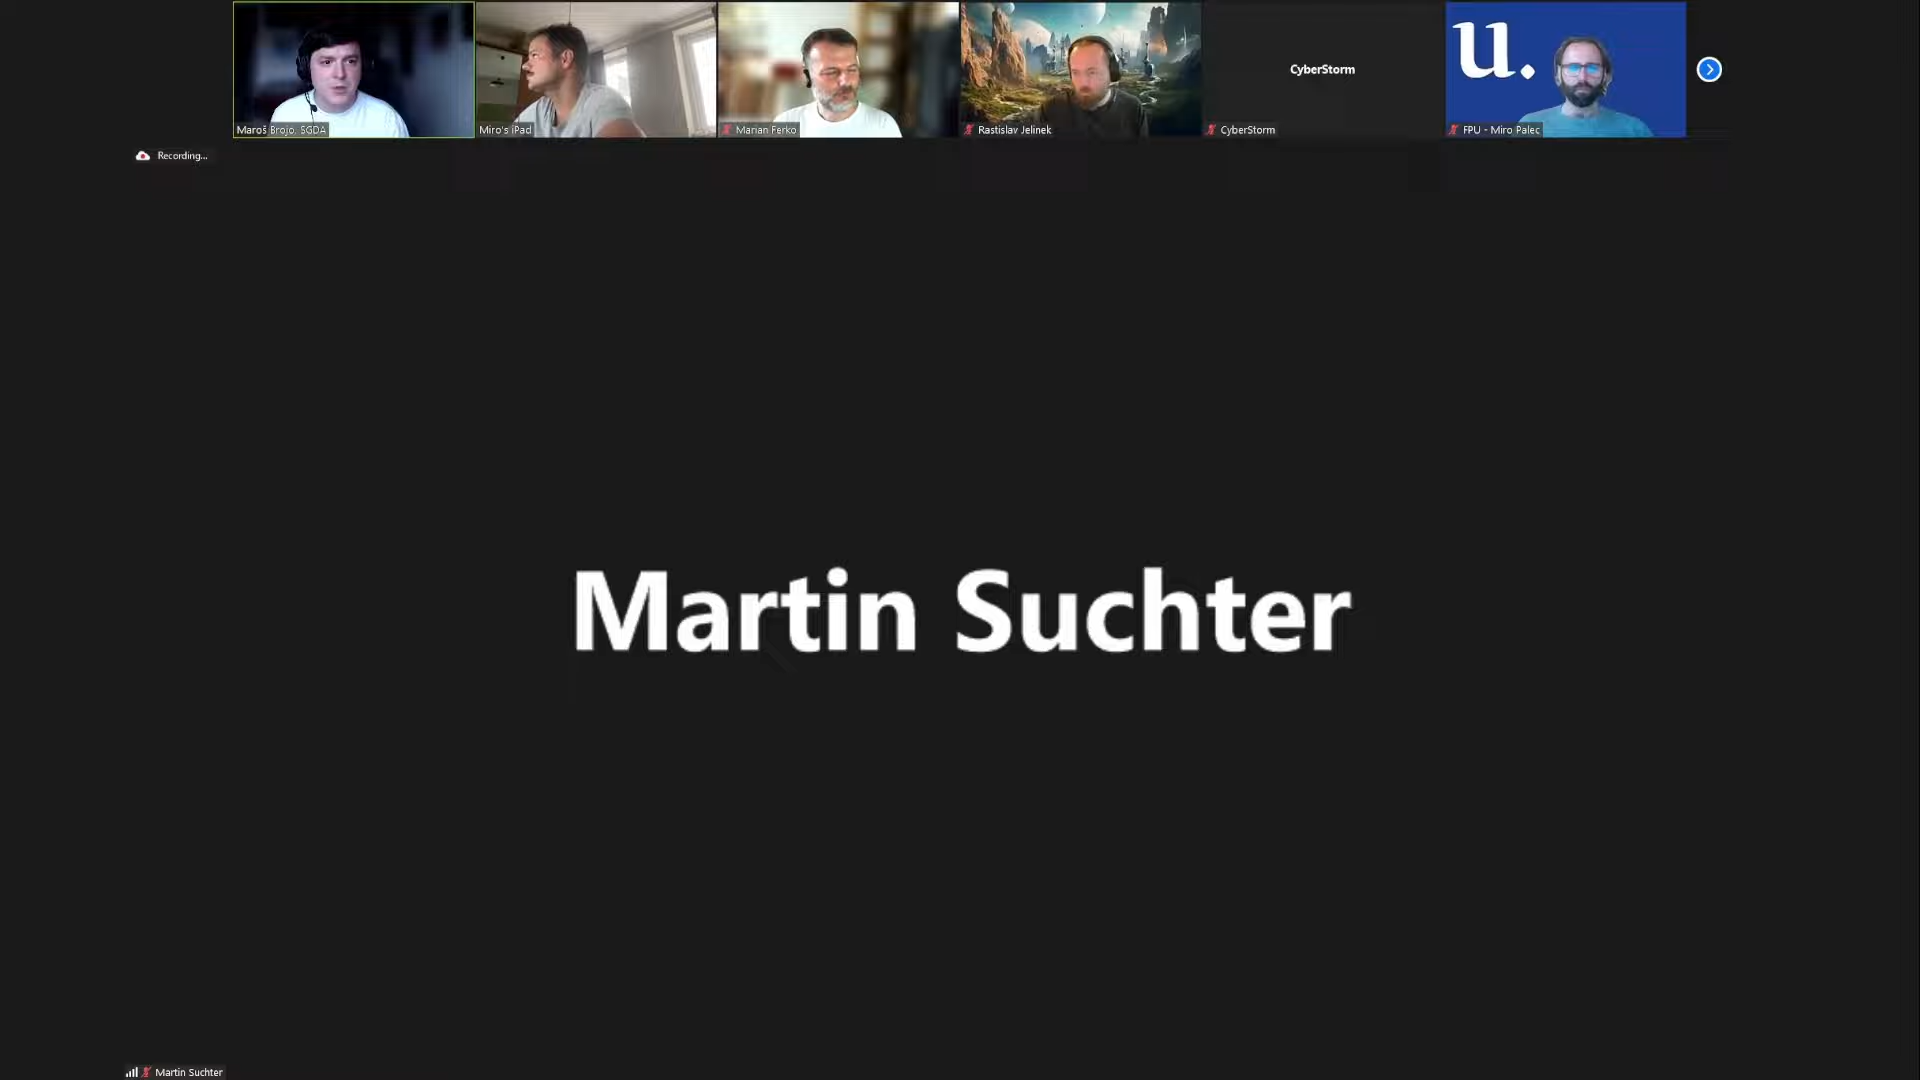 Maroš Brojo, SGDA
Miro's iPad
Marian Ferko
Rastislav Jelinek
CyberStorm
CyberStorm
u.
FPU - Miro Palec
Recording...
Martin Suchter
Martin Suchter